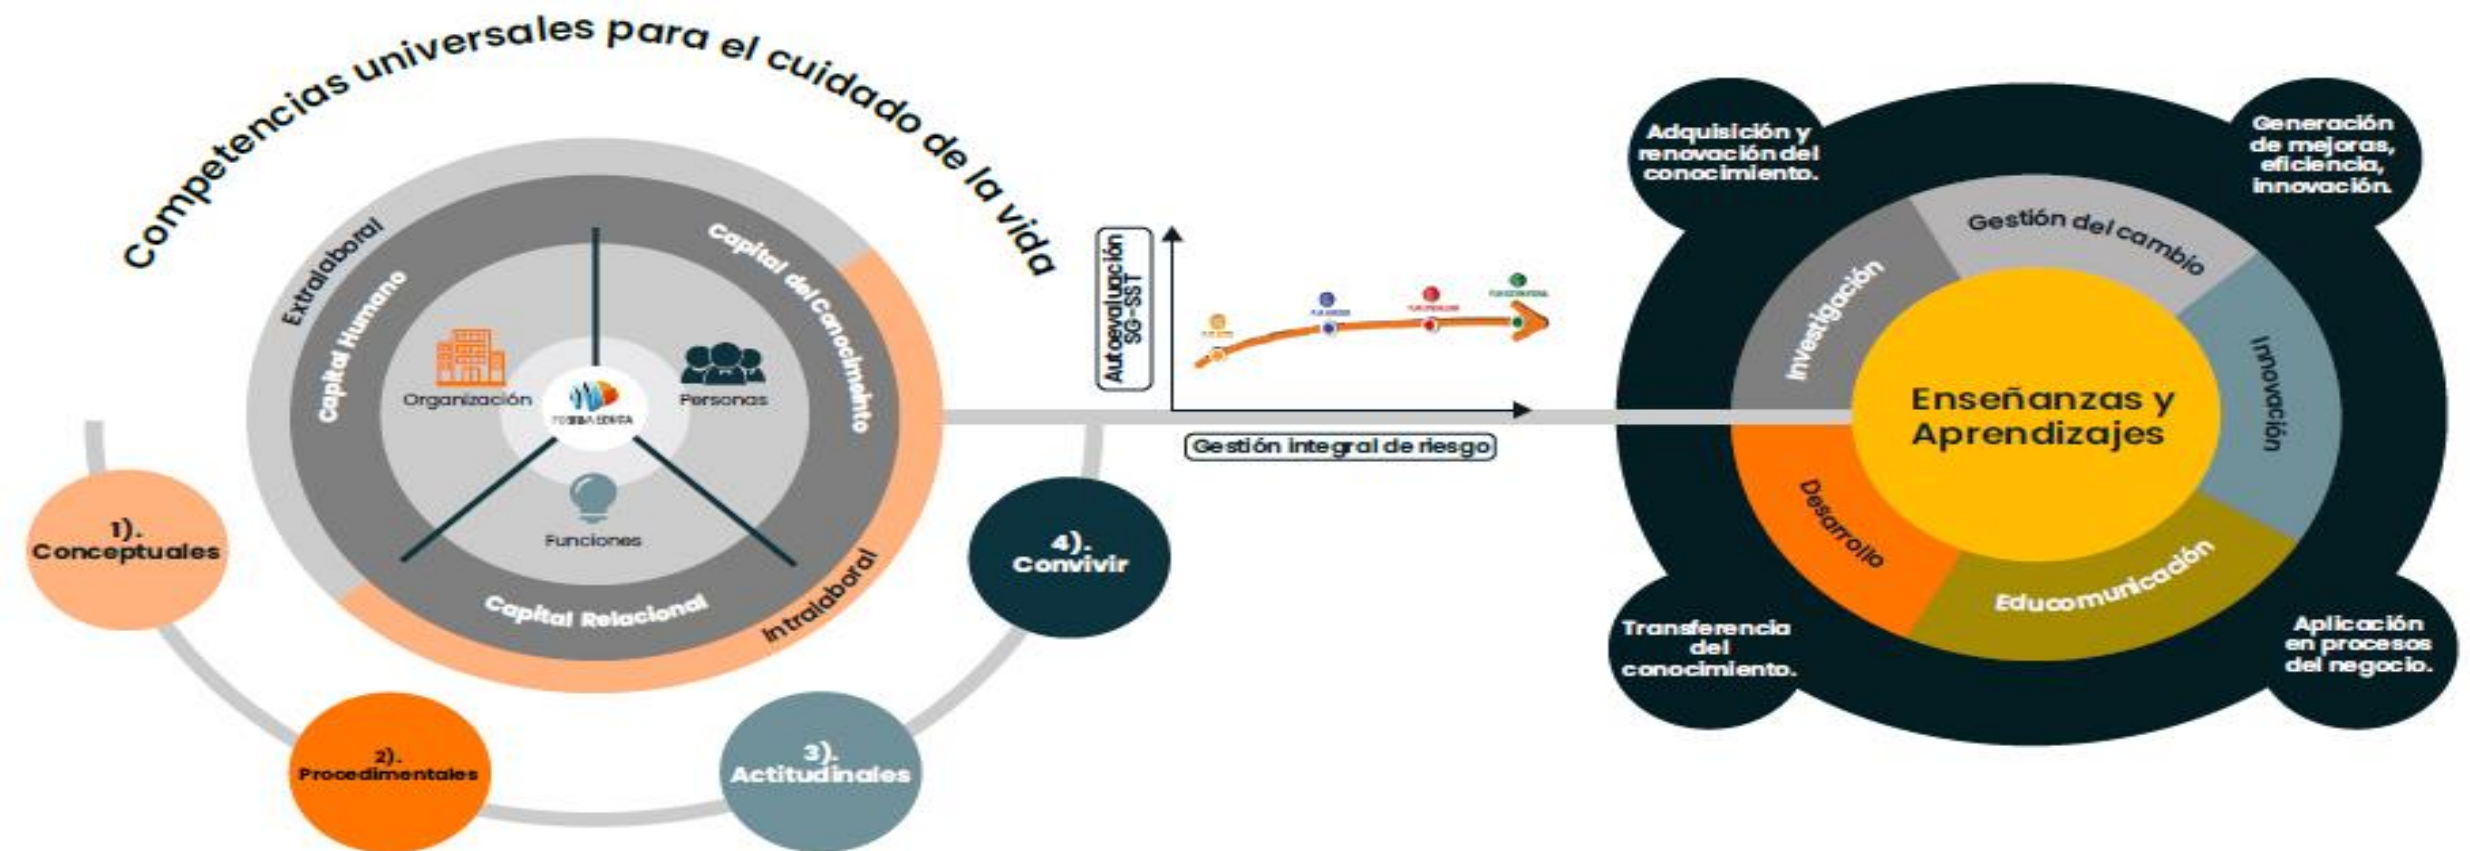 Competencias universales para el cuidado de la vida
Extralaboral
Capital Humano
Capital del Conocimeinto
Organización
Personas
Funciones
Capital Relacional
Intralaboral
1).
Conceptuales
2).
Procedimentales
3).
Actitudinales
4).
Convivir
Autoevaluación
SG-SST
Gestión integral de riesgo
Adquisición y
renovación del
conocimiento.
Generación
de mejoras,
eficiencia,
innovación.
Gestión del cambio
Investigación
Innovación
Enseñanzas y
Aprendizajes
Desarrollo
Educomunicación
Transferencia
del
conocimiento.
Aplicación
en procesos
del negocio.